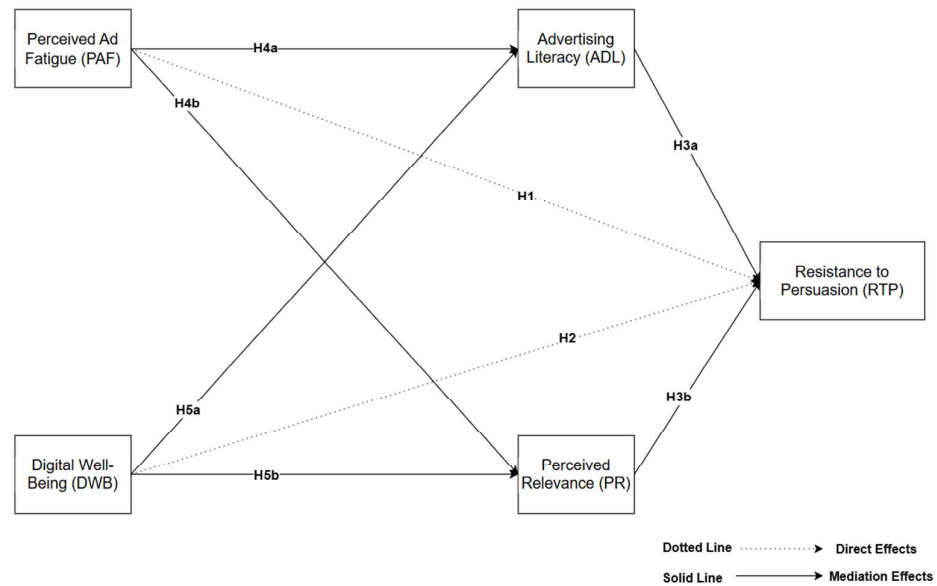 Perceived Ad
Fatigue (PAF)
H4a
Advertising
Literacy (ADL)
H4b
H3a
H1
Resistance to
Persuasion (RTP)
H2
H5a
H3b
Digital Well-
Being (DWB)
H5b
Perceived
Relevance (PR)
Dotted Line
Direct Effects
Solid Line
Mediation Effects